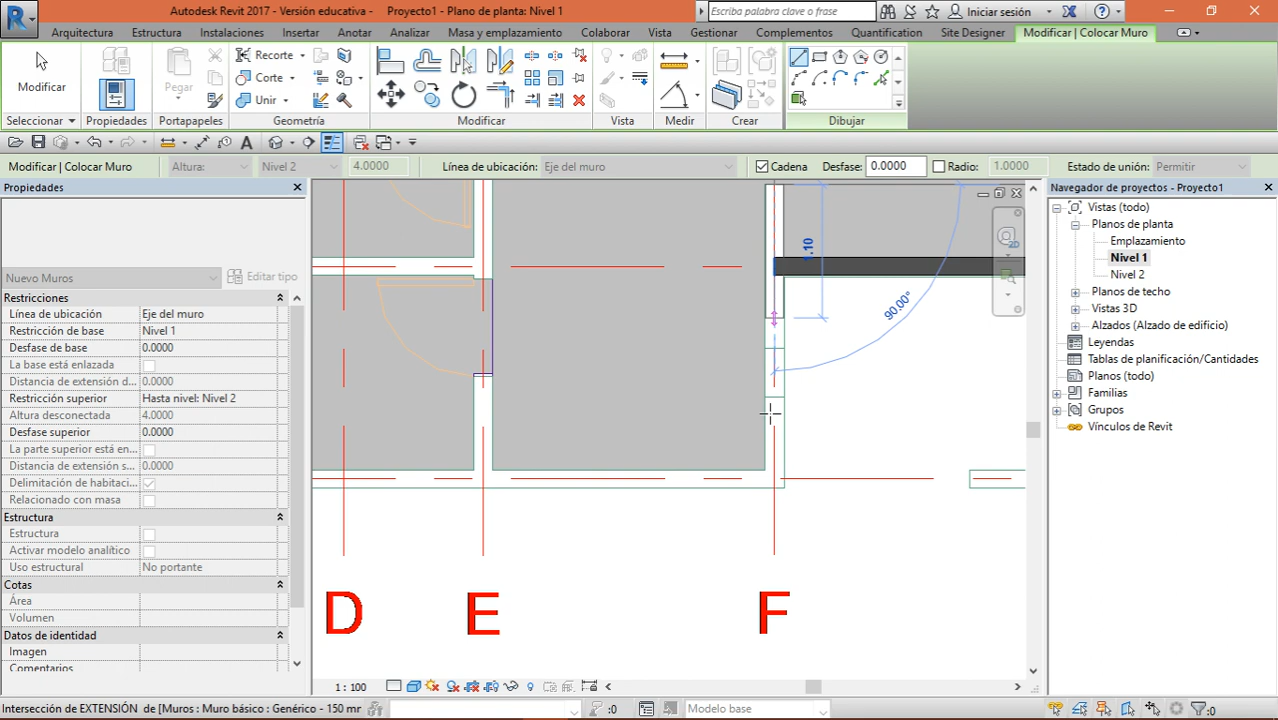 Autodesk Revit 2017 - Versión educativa - Proyecto1 - Plano de planta: Nivel 1
Escriba palabra clave o frase
Iniciar sesión
Arquitectura Estructura Instalaciones Insertar Anotar Analizar Masa y emplazamiento Colaborar Vista Gestionar Complementos Quantification Site Designer Modificar | Colocar Muro
Modificar
Pegar
Recorte
Corte
Unir
Seleccionar Propiedades Portapapeles Geometría Modificar Vista Medir Crear Dibujar
Modificar | Colocar Muro Altura: Nivel 2 4.0000 Línea de ubicación: Eje del muro Cadena Desfase: 0.0000 Radio: 1.0000 Estado de unión: Permitir
Propiedades
Nuevo Muros Editar tipo
Restricciones
Línea de ubicación Eje del muro
Restricción de base Nivel 1
Desfase de base 0.0000
La base está enlazada
Distancia de extensión d... 0.0000
Restricción superior Hasta nivel: Nivel 2
Altura desconectada 4.0000
Desfase superior 0.0000
La parte superior está en...
Distancia de extensión s... 0.0000
Delimitación de habitaci...
Relacionado con masa
Estructura
Estructura
Activar modelo analítico
Uso estructural No portante
Cotas
Área
Volumen
Datos de identidad
Imagen
Comentarios
1.10
90.00°
2D
D E F
1 : 100
Navegador de proyectos - Proyecto1
Vistas (todo)
Planos de planta
Emplazamiento
Nivel 1
Nivel 2
Planos de techo
Vistas 3D
Alzados (Alzado de edificio)
Leyendas
Tablas de planificación/Cantidades
Planos (todo)
Familias
Grupos
Vínculos de Revit
Intersección de EXTENSIÓN de [Muros : Muro básico : Genérico - 150 mr :0 Modelo base :0